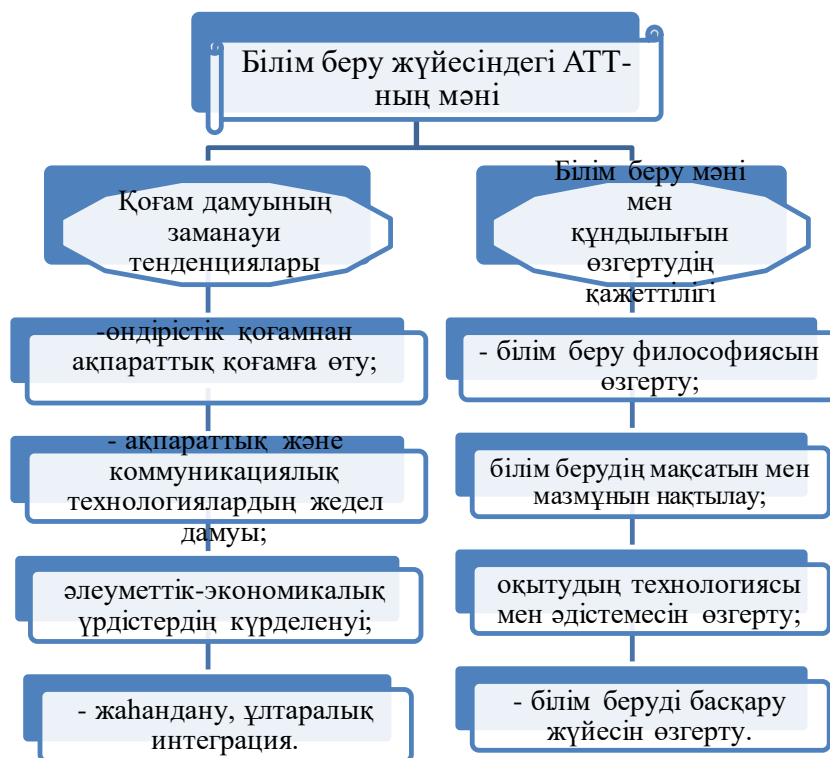 Білім беру жүйесіндегі АТТ-
ның мәні
Қоғам дамуының
заманауи
тенденциялары
-өндірістік қоғамнан
ақпараттық қоғамға өту;
- ақпараттық және
коммуникациялық
технологиялардың жедел
дамуы;
әлеуметтік-экономикалық
үрдістердің күрделенуі;
- жаһандану, ұлтаралық
интеграция.
Білім беру мәні
мен
құндылығын
өзгертудің
қажеттілігі
- білім беру философиясын
өзгерту;
білім берудің мақсатын мен
мазмұнын нақтылау;
оқытудың технологиясы
мен әдістемесін өзгерту;
- білім беруді басқару
жүйесін өзгерту.